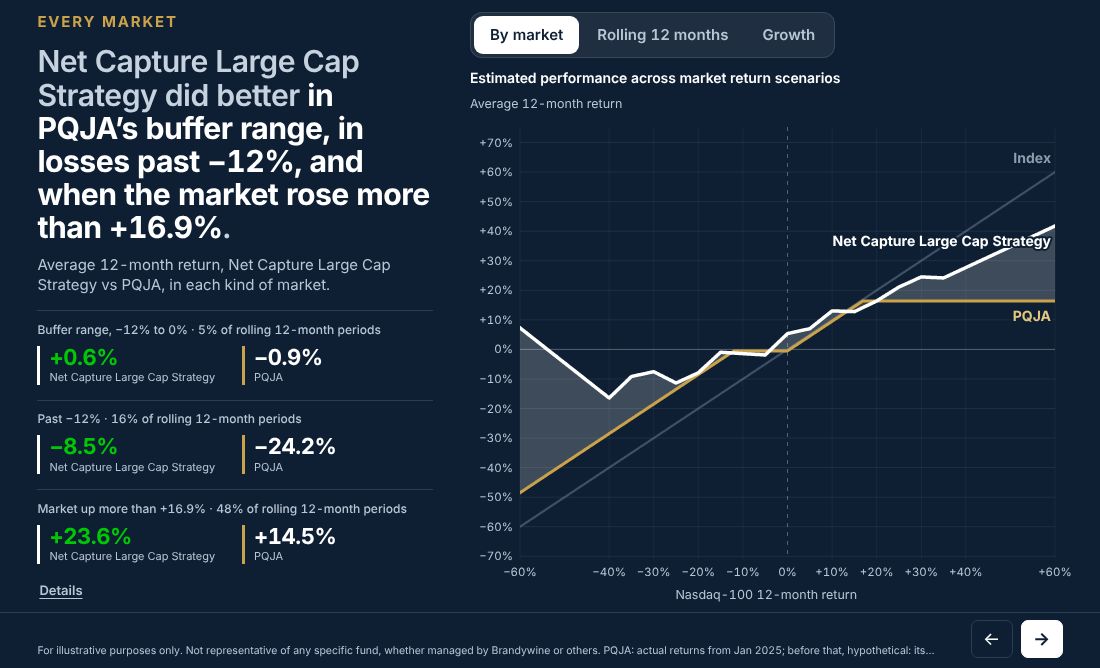 EVERY MARKET
Net Capture Large Cap
Strategy did better in
PQJA’s buffer range, in
losses past −12%, and
when the market rose more
than +16.9%.
Average 12-month return, Net Capture Large Cap
Strategy vs PQJA, in each kind of market.
Buffer range, −12% to 0% · 5% of rolling 12-month periods
+0.6%
Net Capture Large Cap Strategy
−0.9%
PQJA
Past −12% · 16% of rolling 12-month periods
−8.5%
Net Capture Large Cap Strategy
−24.2%
PQJA
Market up more than +16.9% · 48% of rolling 12-month periods
+23.6%
Net Capture Large Cap Strategy
+14.5%
PQJA
Details
By market
Rolling 12 months
Growth
Estimated performance across market return scenarios
Average 12-month return
+70%
+60%
+50%
+40%
+30%
+20%
+10%
0%
−10%
−20%
−30%
−40%
−50%
−60%
−70%
Index
Net Capture Large Cap Strategy
PQJA
−60%
−40%
−30%
−20%
−10%
0%
+10%
+20%
+30%
+40%
+60%
Nasdaq-100 12-month return
For illustrative purposes only. Not representative of any specific fund, whether managed by Brandywine or others. PQJA: actual returns from Jan 2025; before that, hypothetical: its…